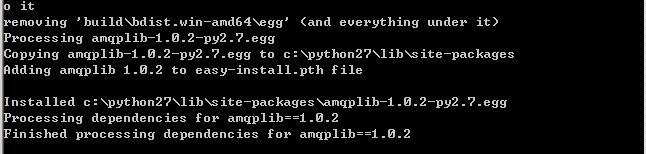 o it
removing 'build\bdist.win-amd64\egg' (and everything under it)
Processing amqplib-1.0.2-py2.7.egg
Copying amqplib-1.0.2-py2.7.egg to c:\python27\lib\site-packages
Adding amqplib 1.0.2 to easy-install.pth file
Installed c:\python27\lib\site-packages\amqplib-1.0.2-py2.7.egg
Processing dependencies for amqplib==1.0.2
Finished processing dependencies for amqplib==1.0.2